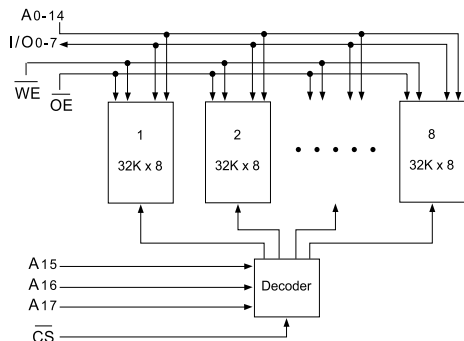 A0-14
I/O0-7
WE
OE
1
32K x 8
2
32K x 8
8
32K x 8
A15
A16
A17
CS
Decoder